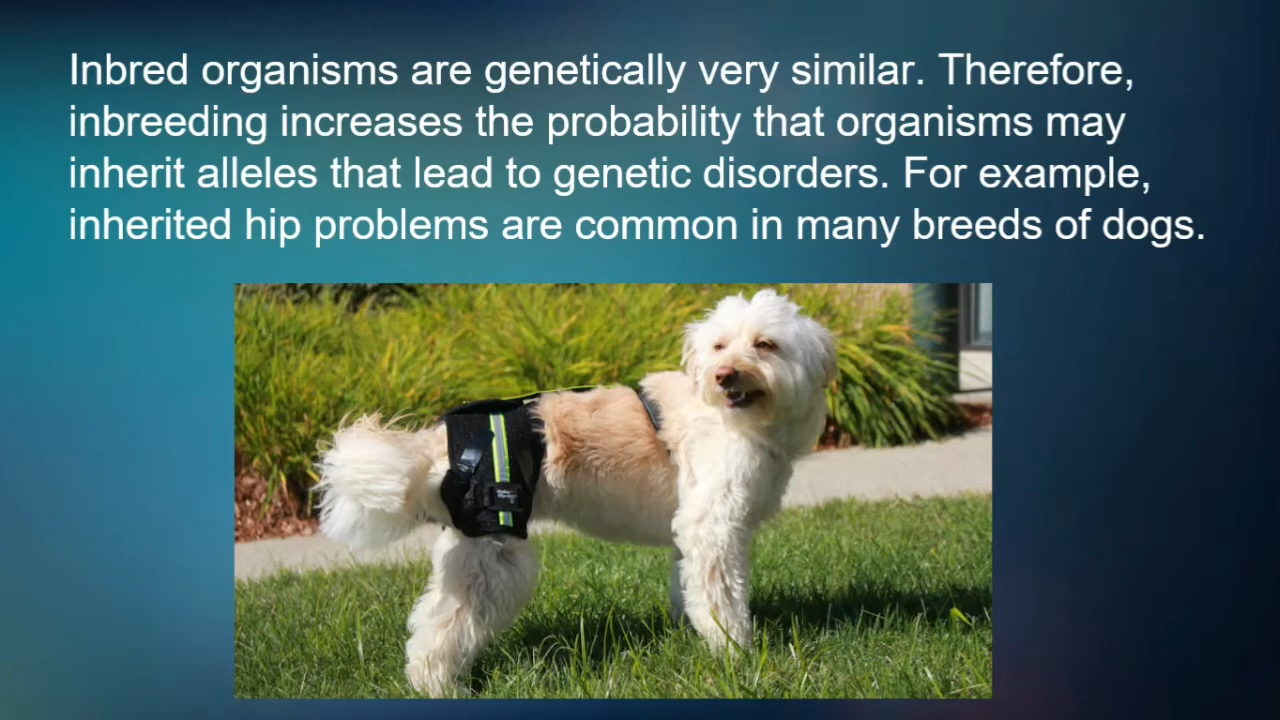 Inbred organisms are genetically very similar. Therefore,
inbreeding increases the probability that organisms may
inherit alleles that lead to genetic disorders. For example,
inherited hip problems are common in many breeds of dogs.